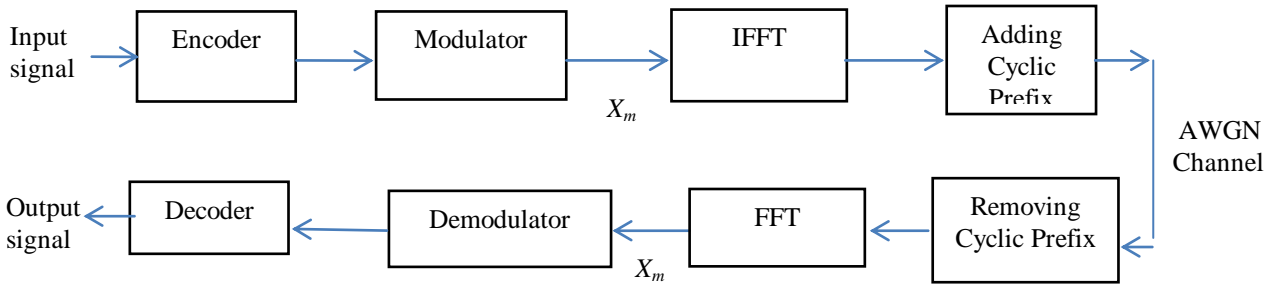 Input
signal
Encoder
Modulator
IFFT
Adding
Cyclic
Prefix
X_m
AWGN
Channel
Output
signal
Decoder
Demodulator
FFT
Removing
Cyclic Prefix
X_m